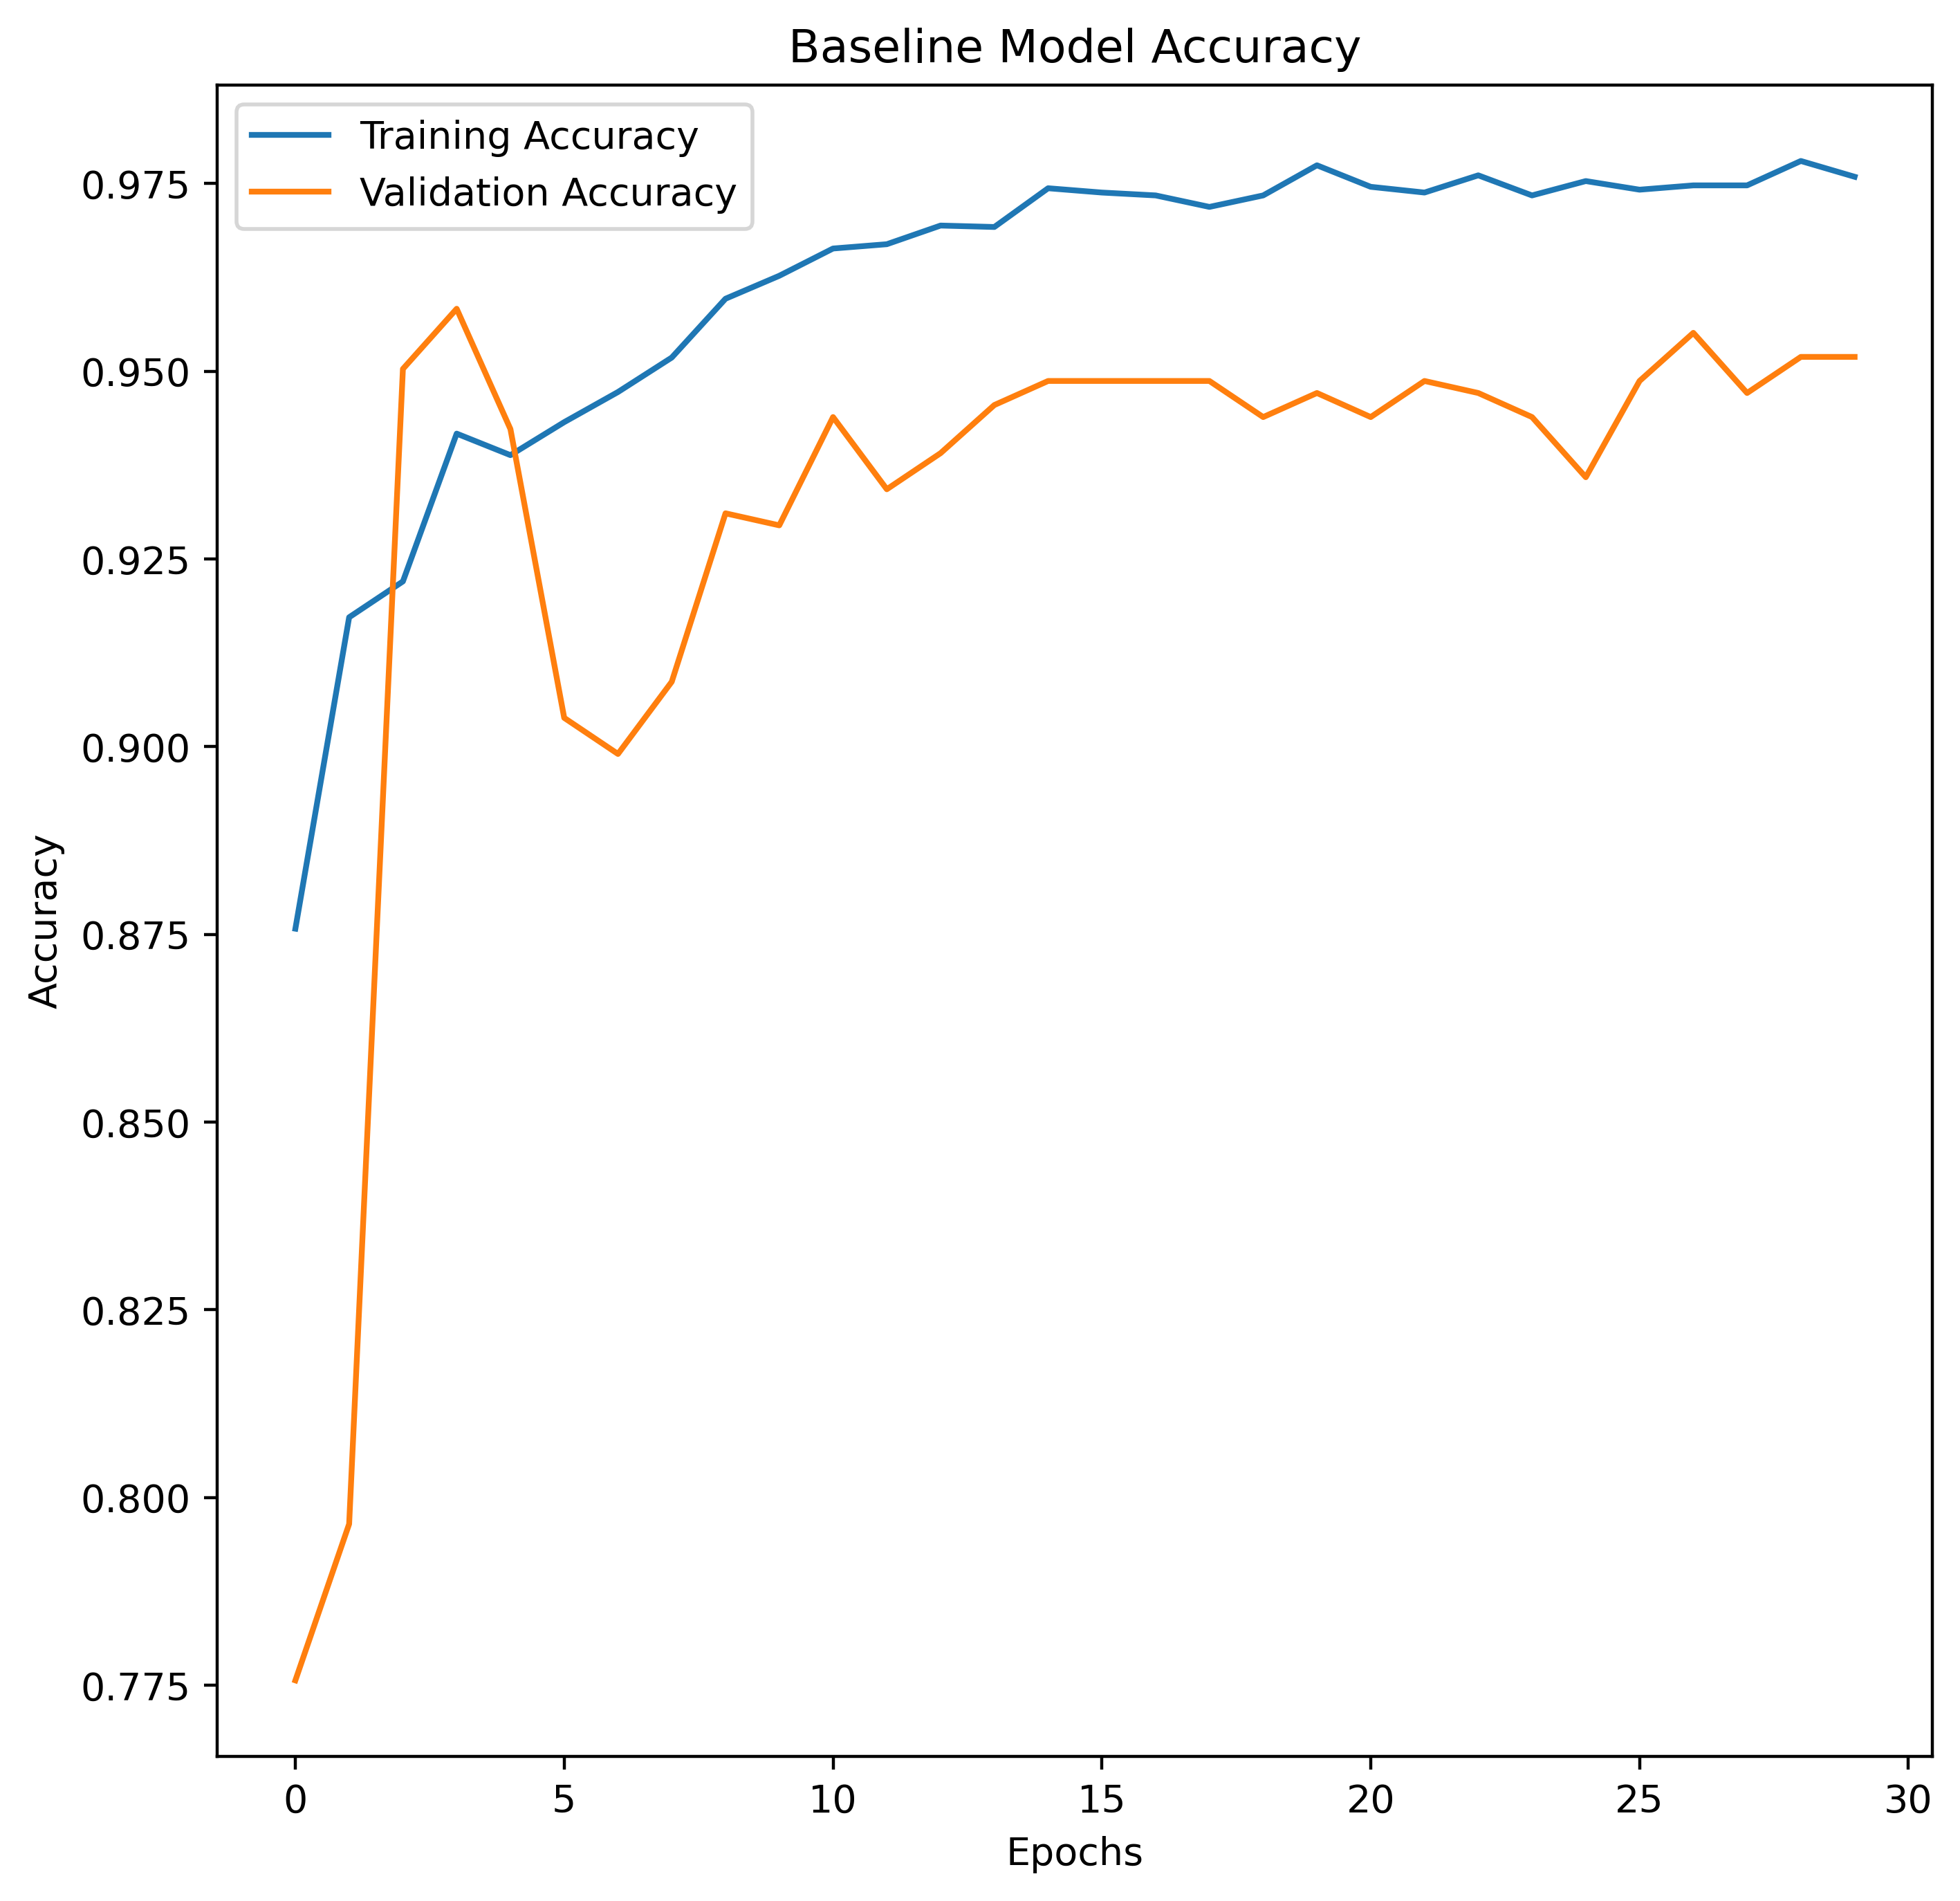 Baseline Model Accuracy
Training Accuracy
Validation Accuracy
0.975
0.950
0.925
0.900
0.875
0.850
0.825
0.800
0.775
Accuracy
0 5 10 15 20 25 30
Epochs